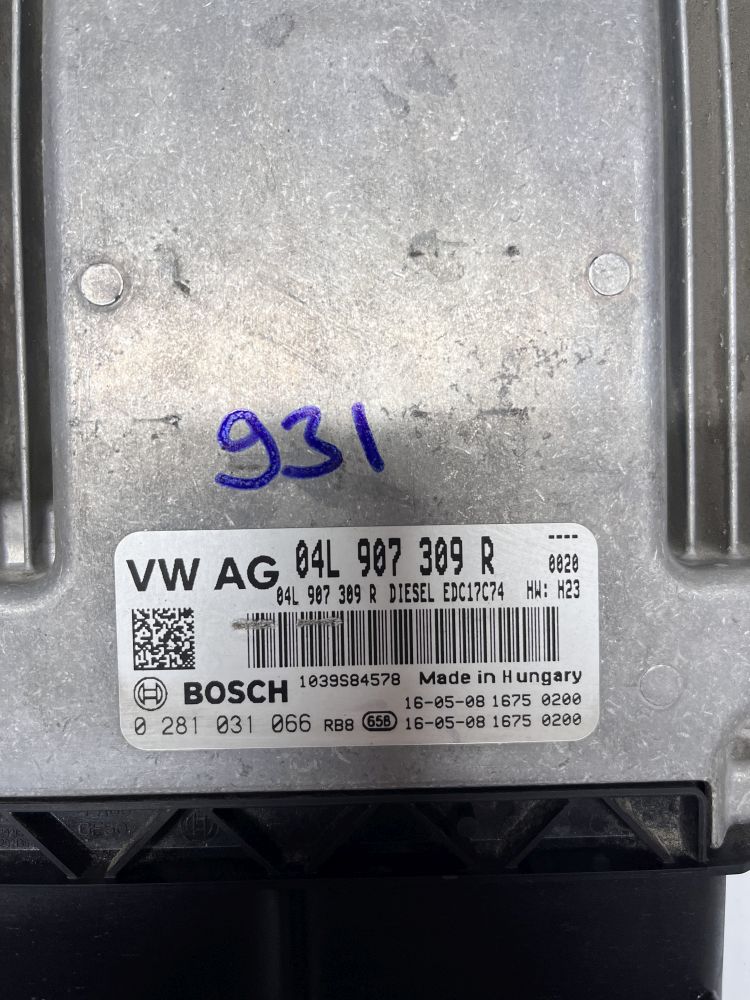 931
VW AG 04L 907 309 R ----
0020
04L 907 309 R DIESEL EDC17C74 HW: H23
1039S84578 Made in Hungary
BOSCH 16-05-08 1675 0200
0 281 031 066 RB8 658 16-05-08 1675 0200